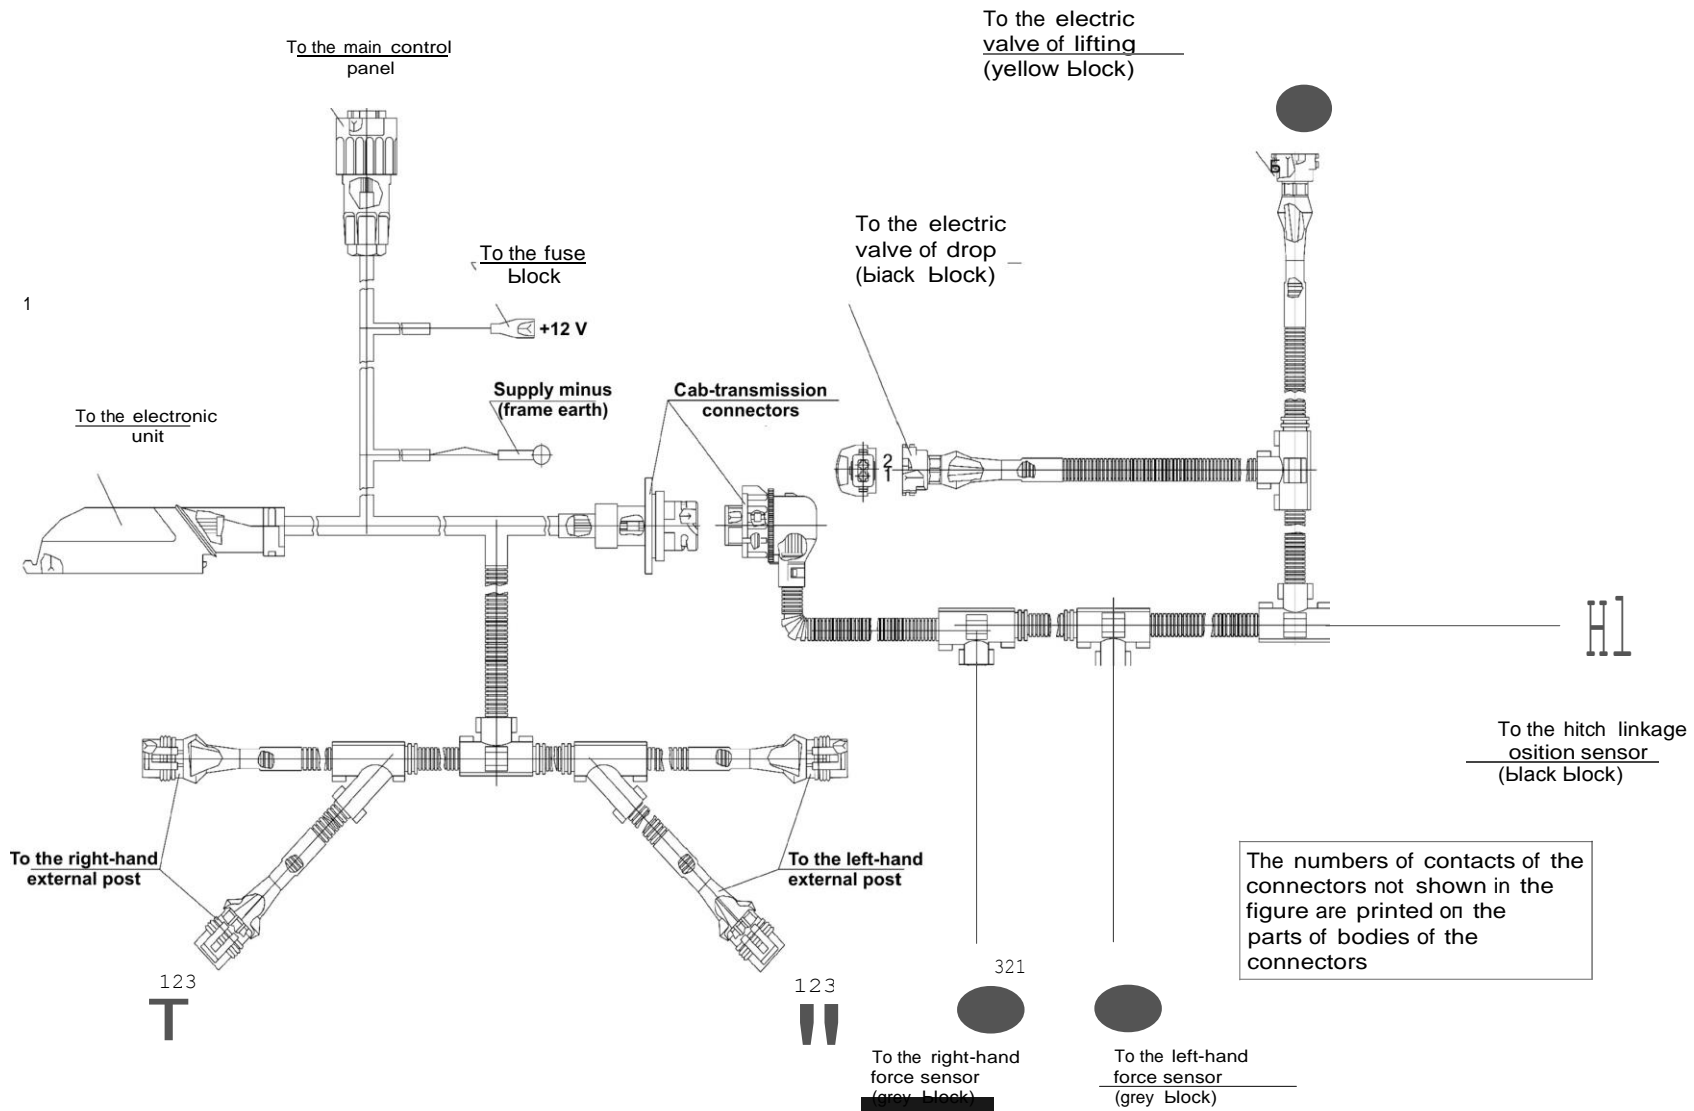 To the electric
valve of lifting
(yellow Ьlock)
To the main control
panel
To the electric
valve of drop
(Ьiack Ьlock)
To the fuse
Ьlock
1
+12 V
Supply minus
(frame earth)
Cab-transmission
connectors
To the electronic
unit
5
2
1
H1
To the hitch linkage
osition sensor
(Ьlack Ьlock)
To the right-hand
external post
To the left-hand
external post
The numbers of contacts of the
connectors not shown in the
figure are printed оп the
parts of bodies of the
connectors
123
T
123
321
To the right-hand
force sensor
(grey Ьlock)
To the left-hand
force sensor
(grey Ьlock)